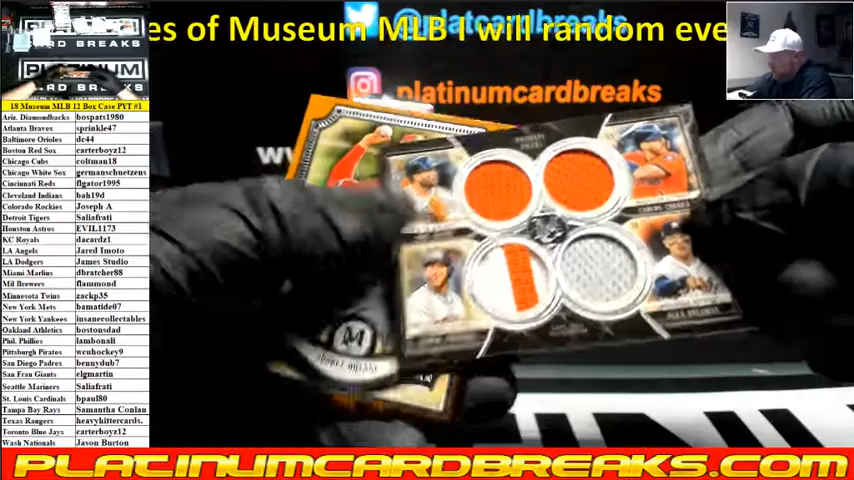 es of Museum MLB - will random eve
@platcardbreaks
platinumcardbreaks
PLATINUM
CARD BREAKS
PLATINUM
18 Museum MLB 12 Box Case PYT #1
Ariz. Diamondbacks bospats1980
Atlanta Braves sprinkle47
Baltimore Orioles dc44
Boston Red Sox carterboyz12
Chicago Cubs coltman18
Chicago White Sox germanschuetzens
Cincinnati Reds flgator1995
Cleveland Indians bah19d
Colorado Rockies Joseph A
Detroit Tigers Saliafrati
Houston Astros EVIL1173
KC Royals dacardz1
LA Angels Jared Imoto
LA Dodgers James Studio
Miami Marlins dbratcher88
Mil Brewers flammond
Minnesota Twins zackp35
New York Mets bamatide07
New York Yankees insanecollectables
Oakland Athletics bostonsdad
Phil. Phillies lambonali
Pittsburgh Pirates wcuhockey9
San Diego Padres bennydub7
San Fran Giants elgmartin
Seattle Mariners Saliafrati
St. Louis Cardinals bpaul80
Tampa Bay Rays Samantha Conlan
Texas Rangers heavyhittercards.
Toronto Blue Jays carterboyz12
Wash Nationals Jason Burton
CARLOS CORREA
M
PLATINUMCARDBREAKS.COM